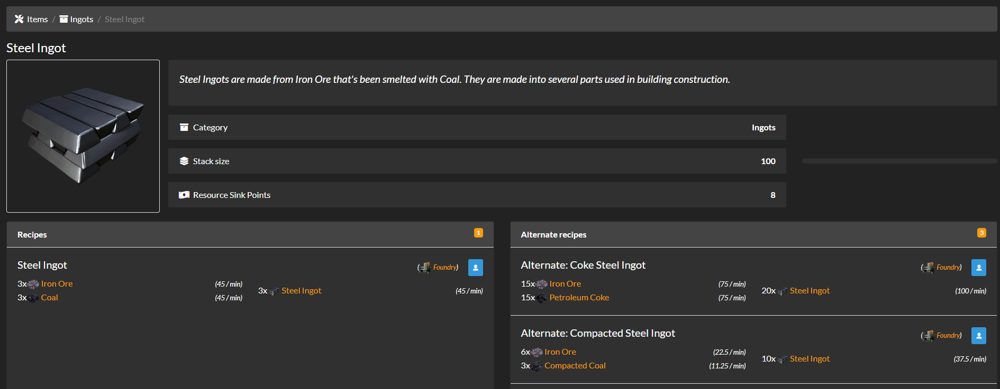 Items / Ingots / Steel Ingot
Steel Ingot
Steel Ingots are made from Iron Ore that's been smelted with Coal. They are made into several parts used in building construction.
Category Ingots
Stack size 100
Resource Sink Points 8
Recipes 1
Steel Ingot (Foundry)
3x Iron Ore (45 / min)
3x Coal (45 / min)
3x Steel Ingot (45 / min)
Alternate recipes 3
Alternate: Coke Steel Ingot (Foundry)
15x Iron Ore (75 / min)
15x Petroleum Coke (75 / min)
20x Steel Ingot (100 / min)
Alternate: Compacted Steel Ingot (Foundry)
6x Iron Ore (22.5 / min)
3x Compacted Coal (11.25 / min)
10x Steel Ingot (37.5 / min)